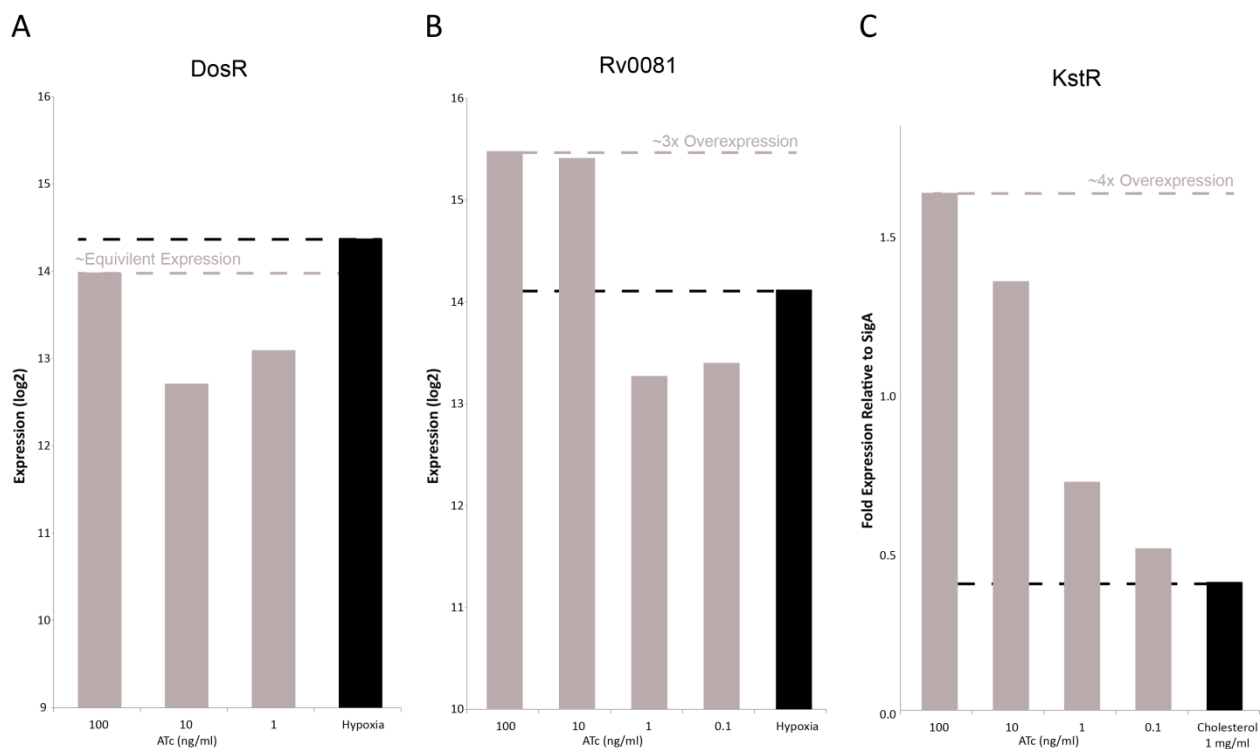 A
DosR
16
15
14
13
12
11
10
9
Expression (log2)
~Equivilent Expression
100
10
1
Hypoxia
ATc (ng/ml)
B
Rv0081
16
15
14
13
12
11
10
Expression (log2)
~3x Overexpression
100
10
1
0.1
Hypoxia
ATc (ng/ml)
C
KstR
1.5
1.0
0.5
0.0
Fold Expression Relative to SigA
~4x Overexpression
100
10
1
0.1
Cholesterol
1 mg/ml
ATc (ng/ml)